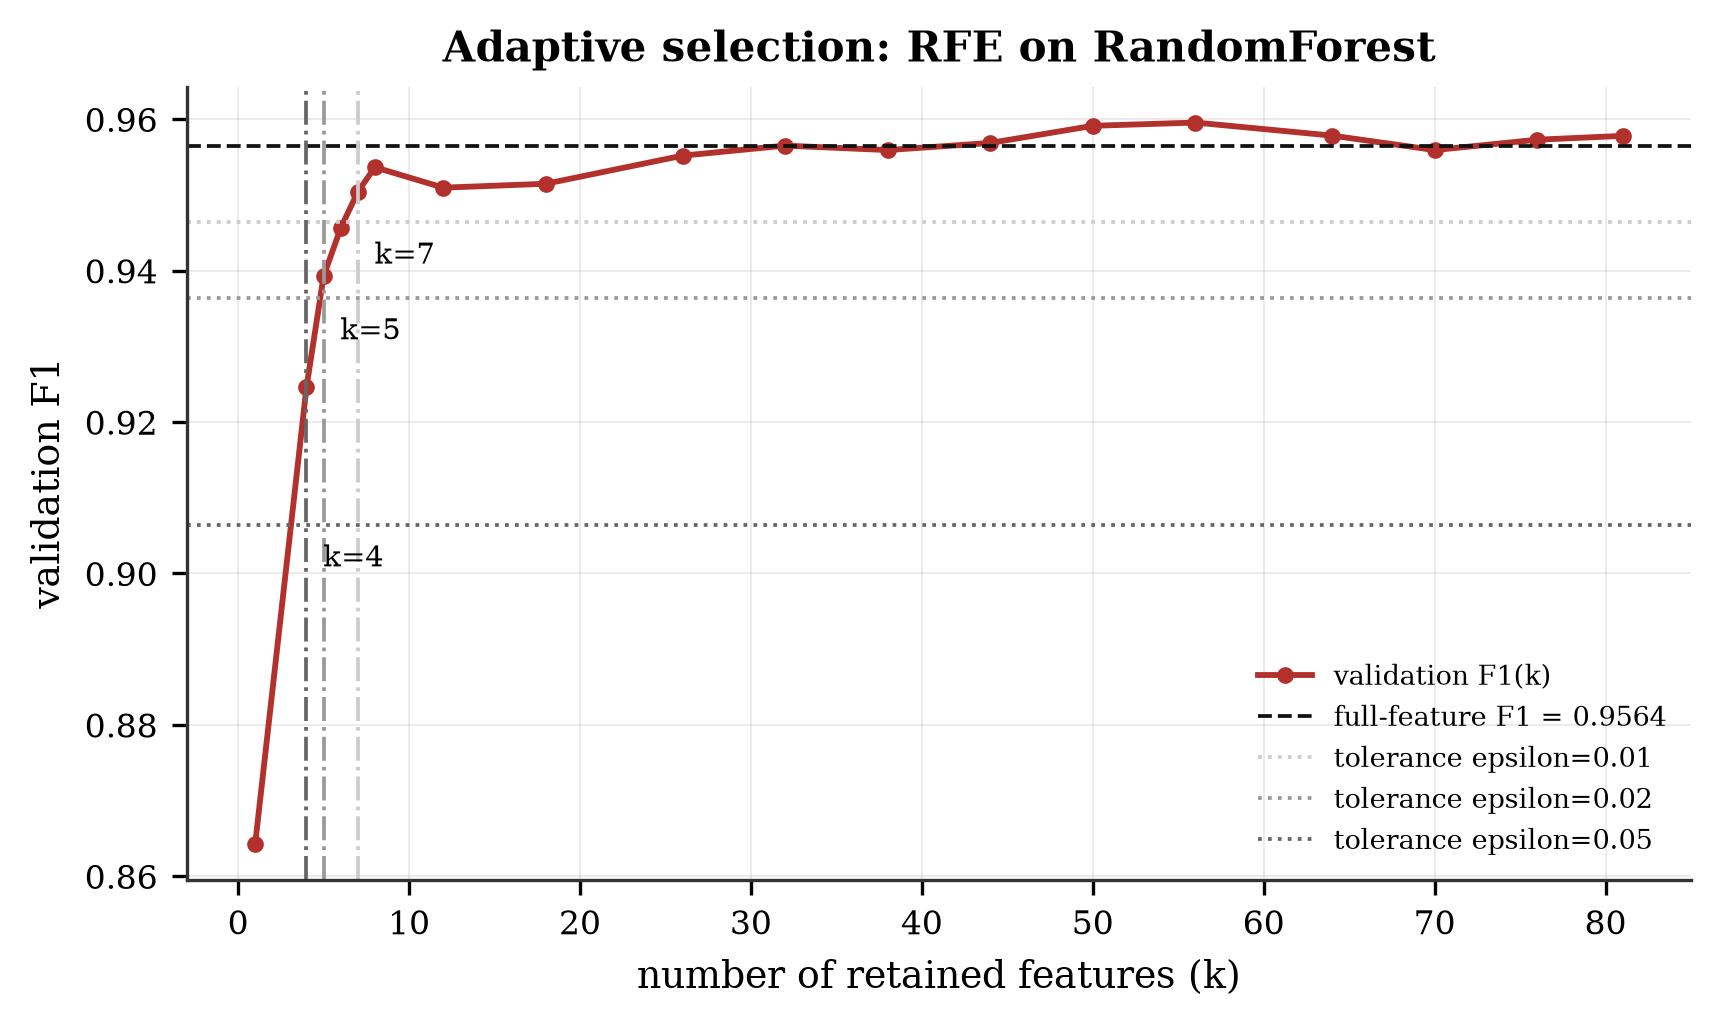 Adaptive selection: RFE on RandomForest
validation F1
0.96
0.94
0.92
0.90
0.88
0.86
k=7
k=5
k=4
validation F1(k)
full-feature F1 = 0.9564
tolerance epsilon=0.01
tolerance epsilon=0.02
tolerance epsilon=0.05
0 10 20 30 40 50 60 70 80
number of retained features (k)